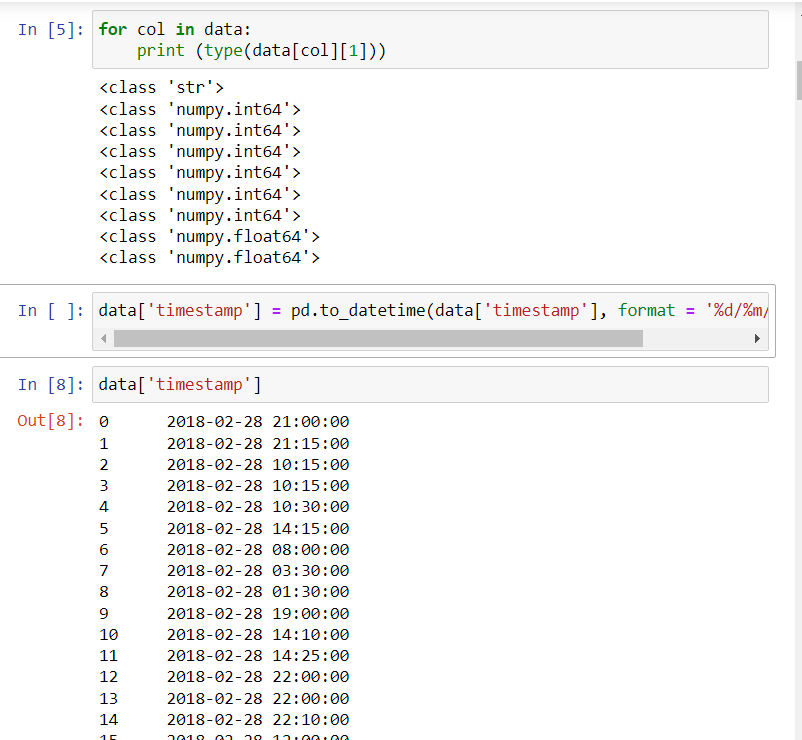 In [5]: for col in data:
print (type(data[col][1]))
<class 'str'>
<class 'numpy.int64'>
<class 'numpy.int64'>
<class 'numpy.int64'>
<class 'numpy.int64'>
<class 'numpy.int64'>
<class 'numpy.int64'>
<class 'numpy.float64'>
<class 'numpy.float64'>
In [ ]: data['timestamp'] = pd.to_datetime(data['timestamp'], format = '%d/%m/
In [8]: data['timestamp']
Out[8]: 0 2018-02-28 21:00:00
1 2018-02-28 21:15:00
2 2018-02-28 10:15:00
3 2018-02-28 10:15:00
4 2018-02-28 10:30:00
5 2018-02-28 14:15:00
6 2018-02-28 08:00:00
7 2018-02-28 03:30:00
8 2018-02-28 01:30:00
9 2018-02-28 19:00:00
10 2018-02-28 14:10:00
11 2018-02-28 14:25:00
12 2018-02-28 22:00:00
13 2018-02-28 22:00:00
14 2018-02-28 22:10:00
15 2018-02-28 12:00:00